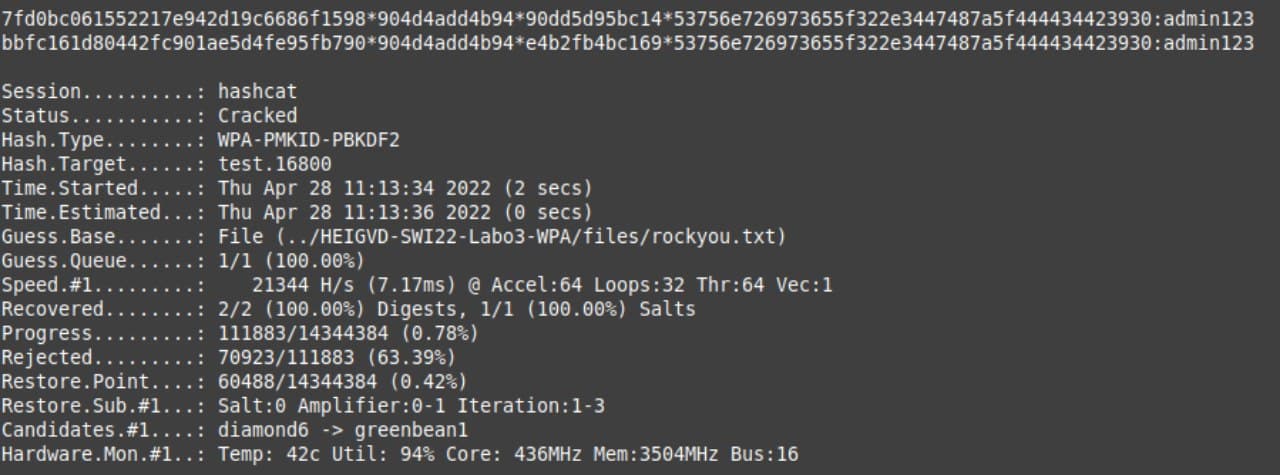 7fd0bc061552217e942d19c6686f1598*904d4add4b94*90dd5d95bc14*53756e726973655f322e3447487a5f444434423930:admin123
bbfc161d80442fc901ae5d4fe95fb790*904d4add4b94*e4b2fb4bc169*53756e726973655f322e3447487a5f444434423930:admin123
Session..........: hashcat
Status...........: Cracked
Hash.Type........: WPA-PMKID-PBKDF2
Hash.Target......: test.16800
Time.Started.....: Thu Apr 28 11:13:34 2022 (2 secs)
Time.Estimated...: Thu Apr 28 11:13:36 2022 (0 secs)
Guess.Base.......: File (../HEIGVD-SWI22-Labo3-WPA/files/rockyou.txt)
Guess.Queue......: 1/1 (100.00%)
Speed.#1.........:    21344 H/s (7.17ms) @ Accel:64 Loops:32 Thr:64 Vec:1
Recovered........: 2/2 (100.00%) Digests, 1/1 (100.00%) Salts
Progress.........: 111883/14344384 (0.78%)
Rejected.........: 70923/111883 (63.39%)
Restore.Point....: 60488/14344384 (0.42%)
Restore.Sub.#1...: Salt:0 Amplifier:0-1 Iteration:1-3
Candidates.#1....: diamond6 -> greenbean1
Hardware.Mon.#1..: Temp: 42c Util: 94% Core: 436MHz Mem:3504MHz Bus:16